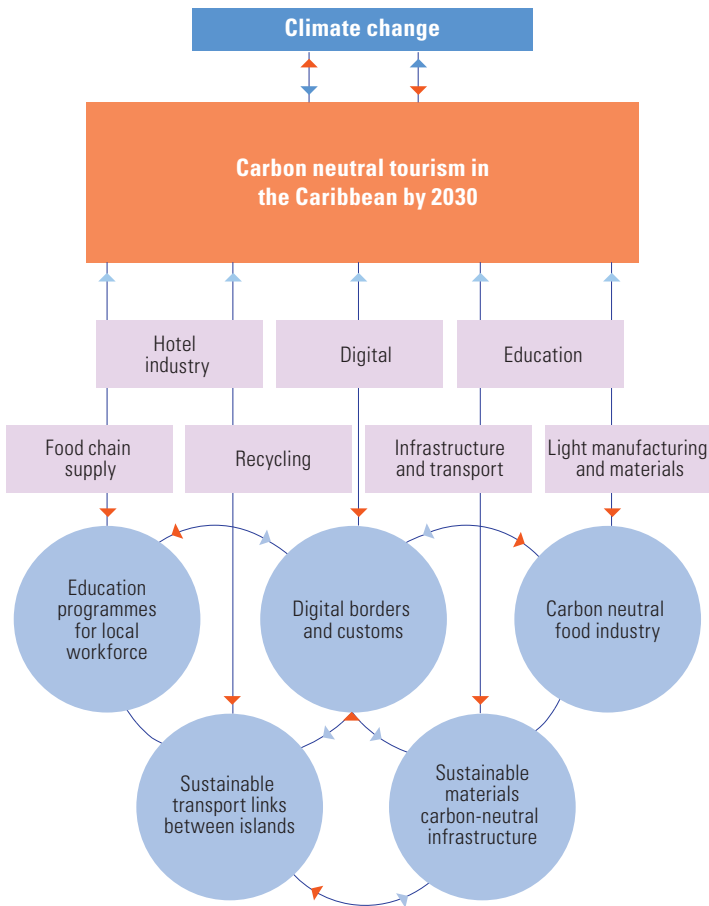 Climate change
Carbon neutral tourism in
the Caribbean by 2030
Hotel
industry
Digital
Education
Food chain
supply
Recycling
Infrastructure
and transport
Light manufacturing
and materials
Education
programmes
for local
workforce
Digital borders
and customs
Carbon neutral
food industry
Sustainable
transport links
between islands
Sustainable
materials
carbon-neutral
infrastructure